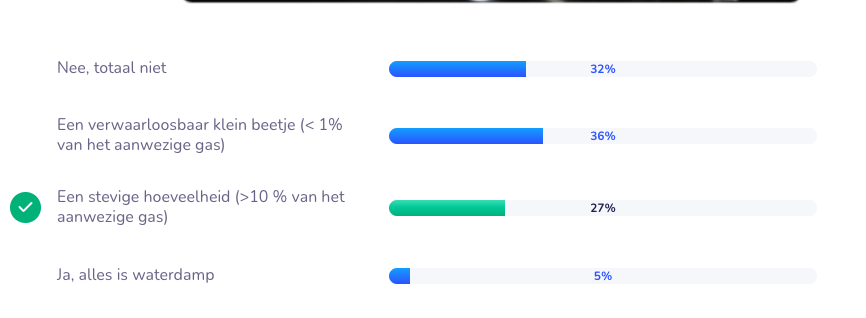 Nee, totaal niet
32%
Een verwaarloosbaar klein beetje (< 1%
van het aanwezige gas)
36%
Een stevige hoeveelheid (>10 % van het
aanwezige gas)
27%
Ja, alles is waterdamp
5%